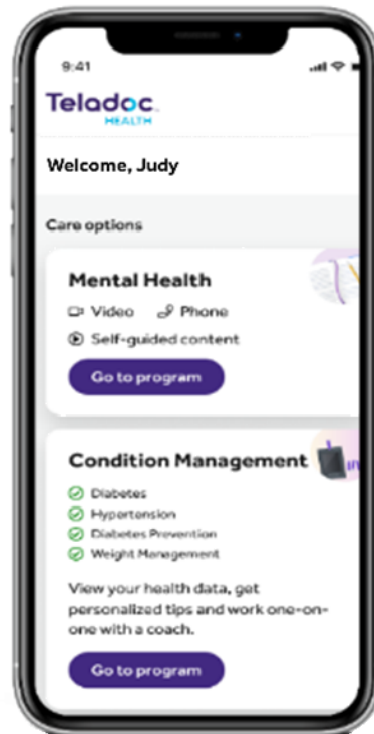 9:41
Teladoc
HEALTH
Welcome, Judy
Care options
Mental Health
Video Phone
Self-guided content
Go to program
Condition Management
Diabetes
Hypertension
Diabetes Prevention
Weight Management
View your health data, get
personalized tips and work one-on-
one with a coach.
Go to program